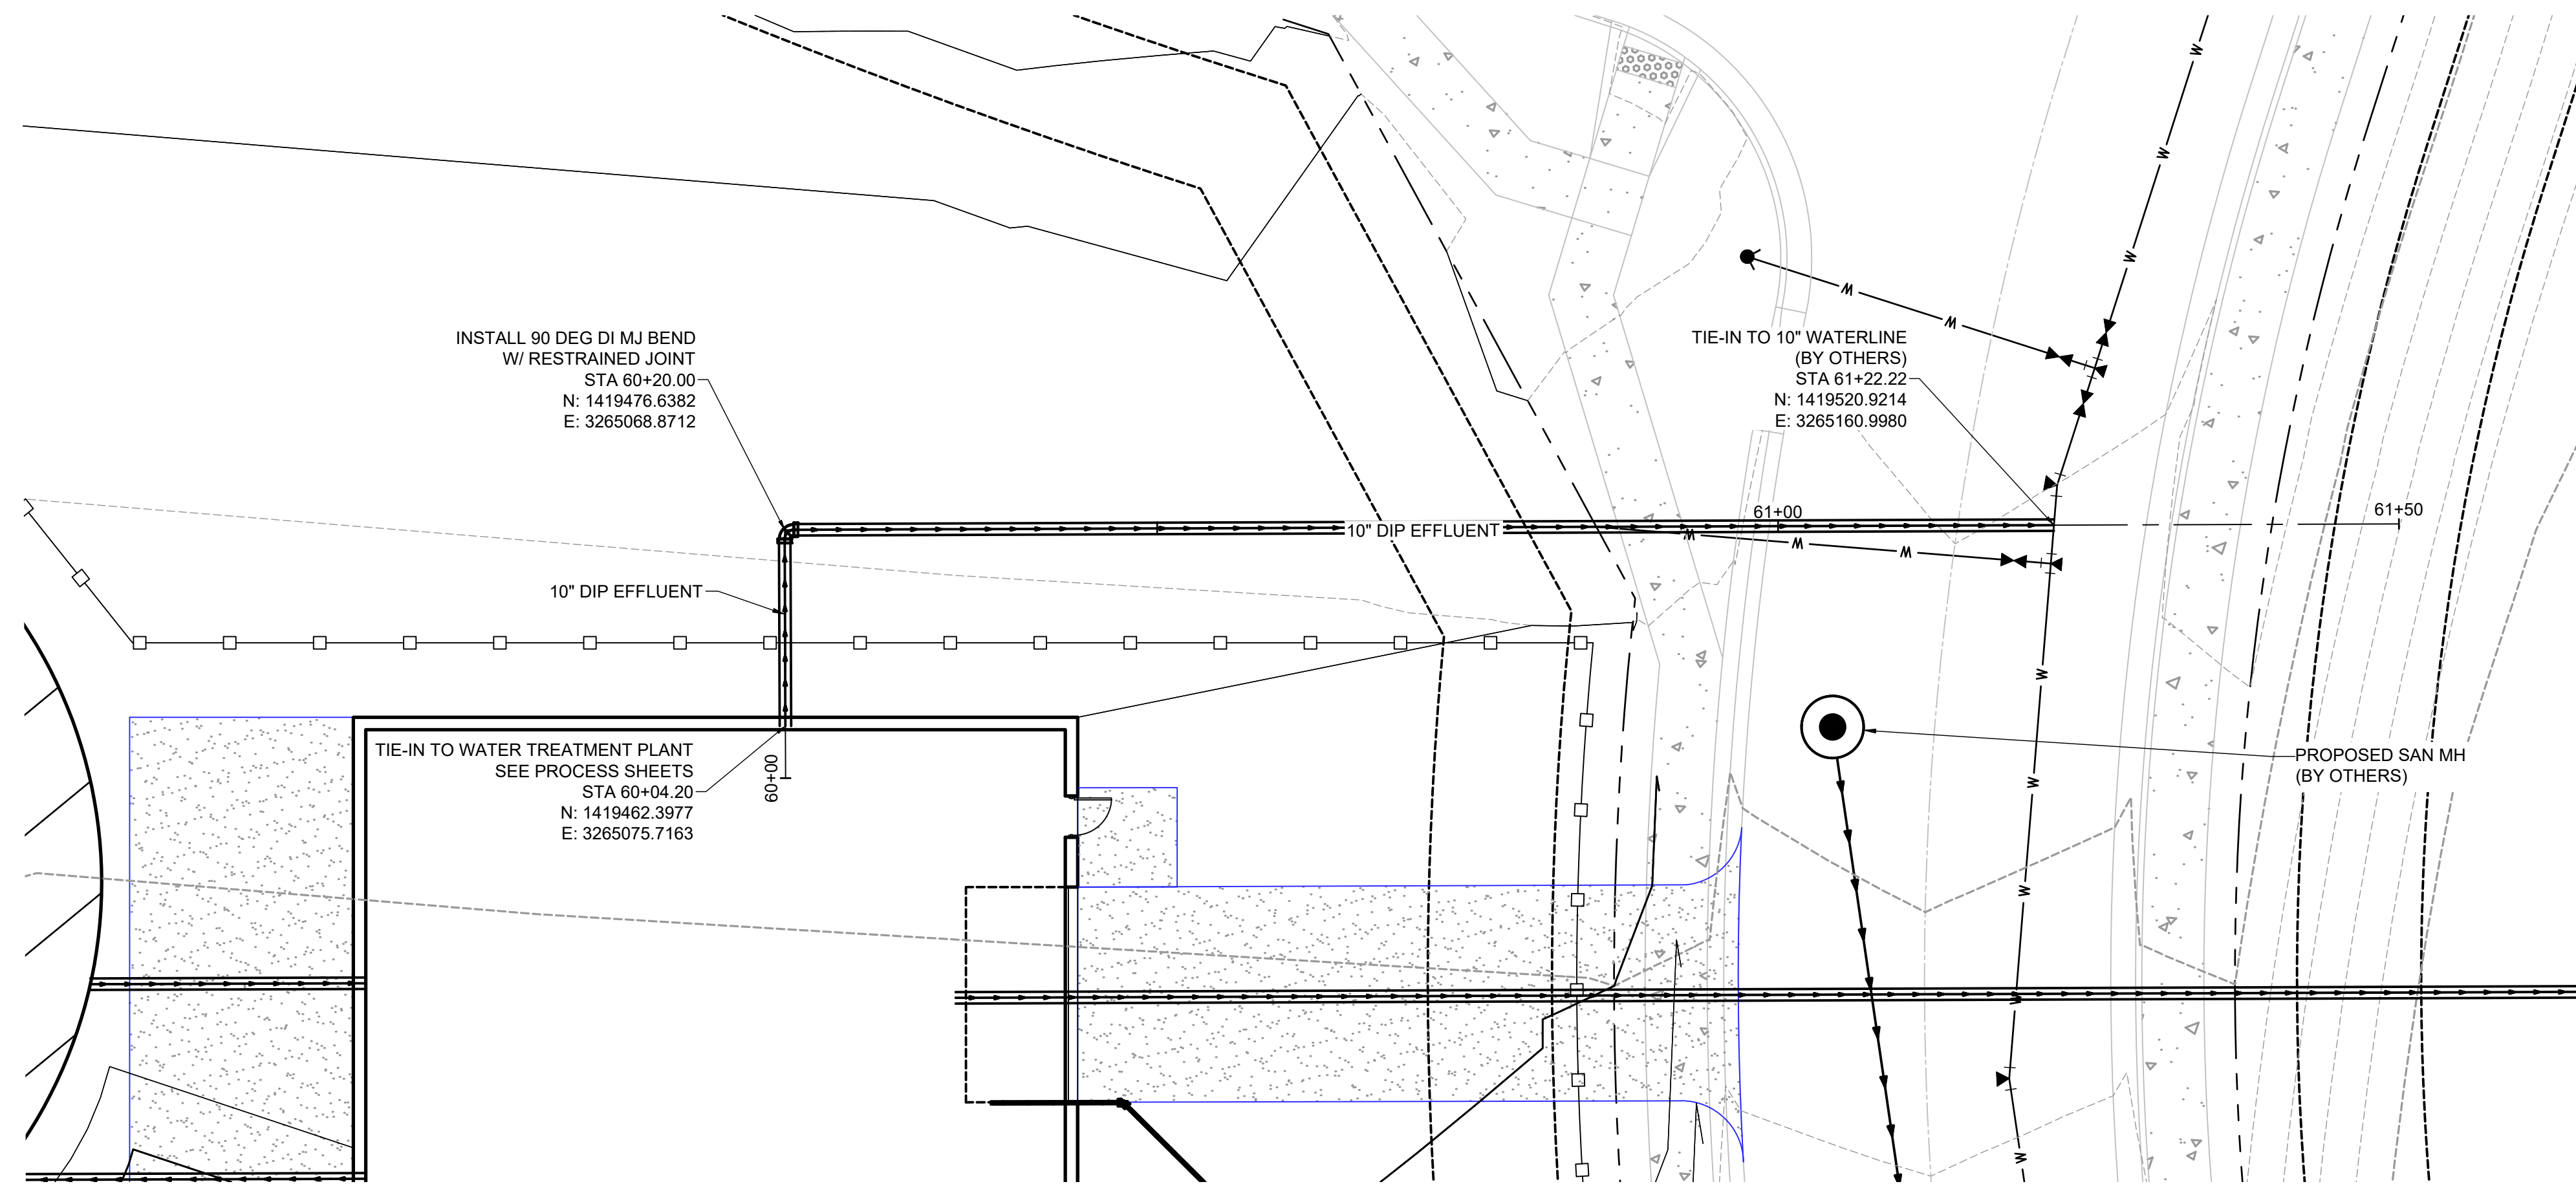 INSTALL 90 DEG DI MJ BEND
W/ RESTRAINED JOINT
STA 60+20.00
N: 1419476.6382
E: 3265068.8712
TIE-IN TO 10" WATERLINE
(BY OTHERS)
STA 61+22.22
N: 1419520.9214
E: 3265160.9980
W
W
W
W
W
10" DIP EFFLUENT
61+00
61+50
W
W
W
10" DIP EFFLUENT
W
TIE-IN TO WATER TREATMENT PLANT
SEE PROCESS SHEETS
STA 60+04.20
N: 1419462.3977
E: 3265075.7163
60+00
PROPOSED SAN MH
(BY OTHERS)
W
W
W
W